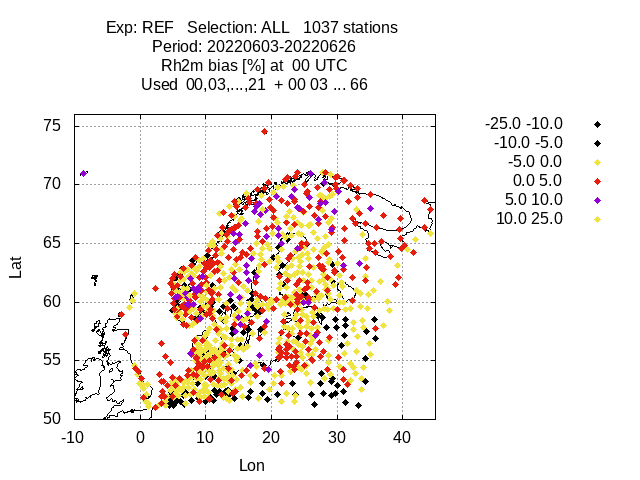 Exp: REF   Selection: ALL   1037 stations
Period: 20220603-20220626
Rh2m bias [%] at  00 UTC
Used  00,03,...,21  + 00 03 ... 66
75
70
65
60
55
50
Lat
-10 0 10 20 30 40
Lon
-25.0 -10.0
-10.0 -5.0
-5.0 0.0
0.0 5.0
5.0 10.0
10.0 25.0